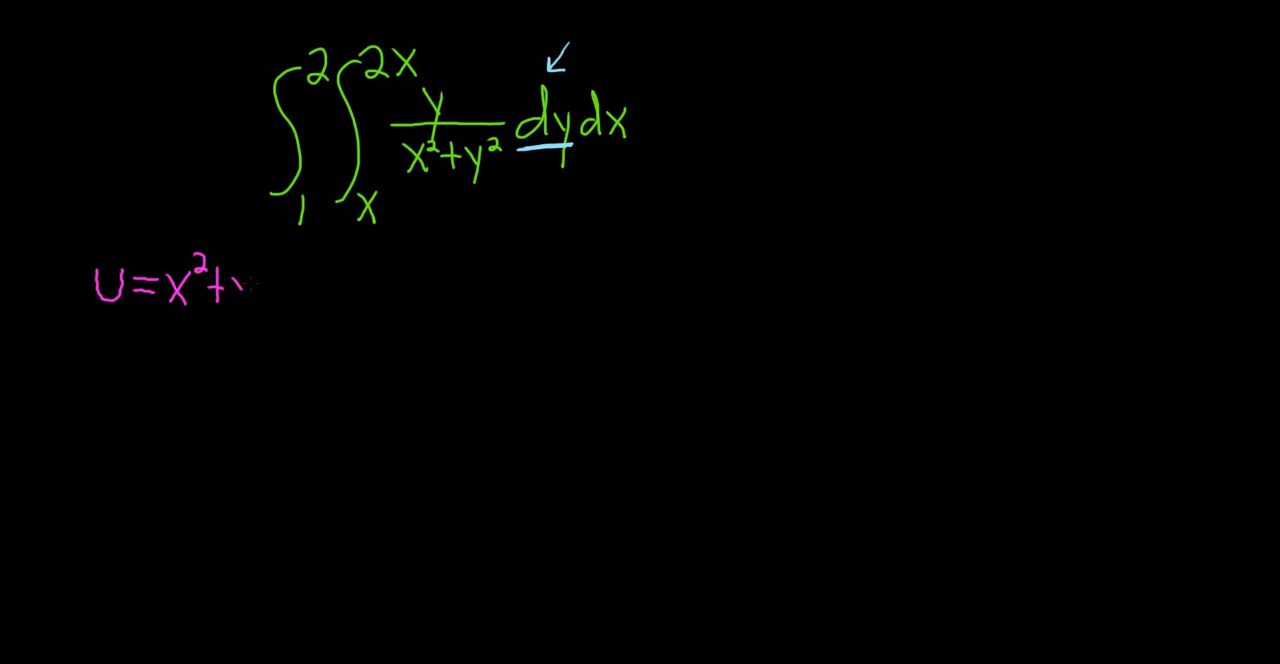 ∫₁² ∫ₓ²ˣ y/(x²+y²) dy dx
U=x²+